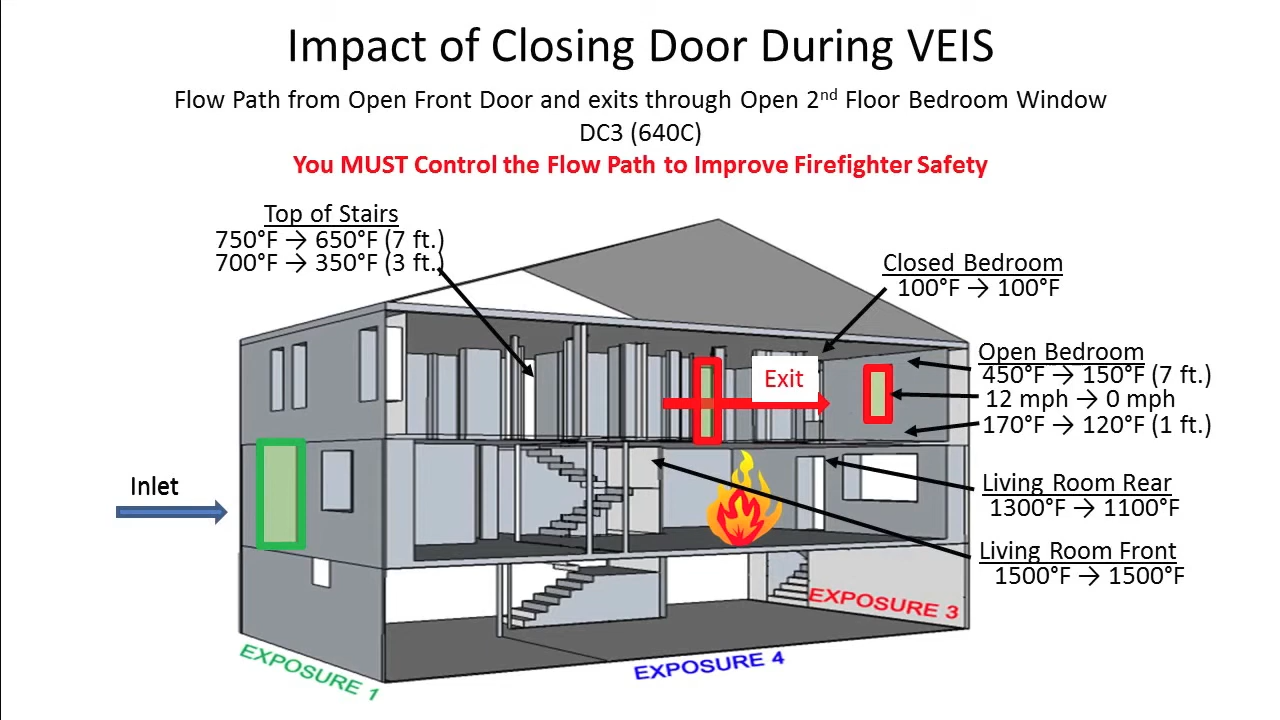 Impact of Closing Door During VEIS
Flow Path from Open Front Door and exits through Open 2nd Floor Bedroom Window
DC3 (640C)
You MUST Control the Flow Path to Improve Firefighter Safety
Top of Stairs
750°F → 650°F (7 ft.)
700°F → 350°F (3 ft.)
Closed Bedroom
100°F → 100°F
Open Bedroom
450°F → 150°F (7 ft.)
12 mph → 0 mph
170°F → 120°F (1 ft.)
Exit
Inlet
Living Room Rear
1300°F → 1100°F
Living Room Front
1500°F → 1500°F
EXPOSURE 3
EXPOSURE 4
EXPOSURE 1